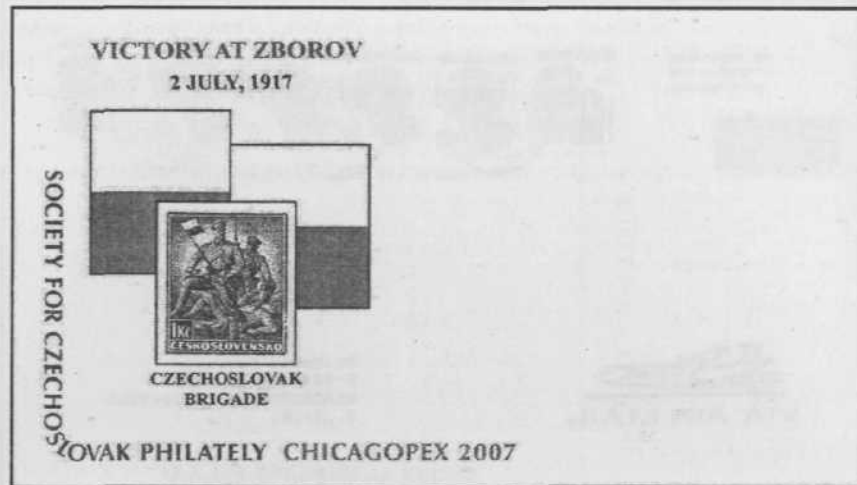 VICTORY AT ZBOROV
2 JULY, 1917
1Kč
ČESKOSLOVENSKO
CZECHOSLOVAK
BRIGADE
SOCIETY FOR CZECHOSLOVAK PHILATELY CHICAGOPEX 2007